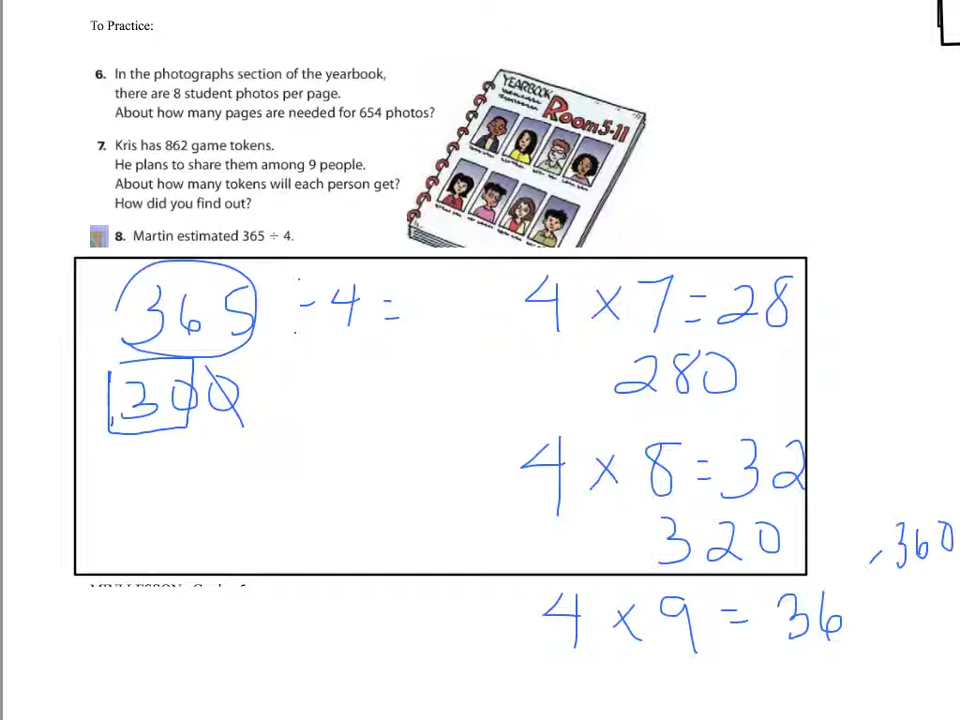 To Practice:
6. In the photographs section of the yearbook,
there are 8 student photos per page.
About how many pages are needed for 654 photos?
YEARBOOK
Room 5-11
7. Kris has 862 game tokens.
He plans to share them among 9 people.
About how many tokens will each person get?
How did you find out?
8. Martin estimated 365 ÷ 4.
365 ÷ 4 =
300
4 × 7 = 28
280
4 × 8 = 32
320
360
4 × 9 = 36